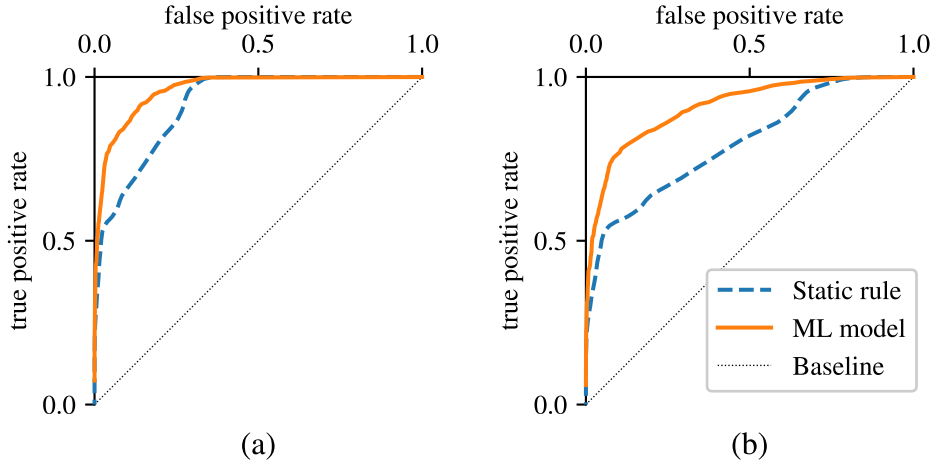 false positive rate
0.0 0.5 1.0
1.0
0.5
0.0
true positive rate
(a)
false positive rate
0.0 0.5 1.0
1.0
0.5
0.0
true positive rate
Static rule
ML model
Baseline
(b)